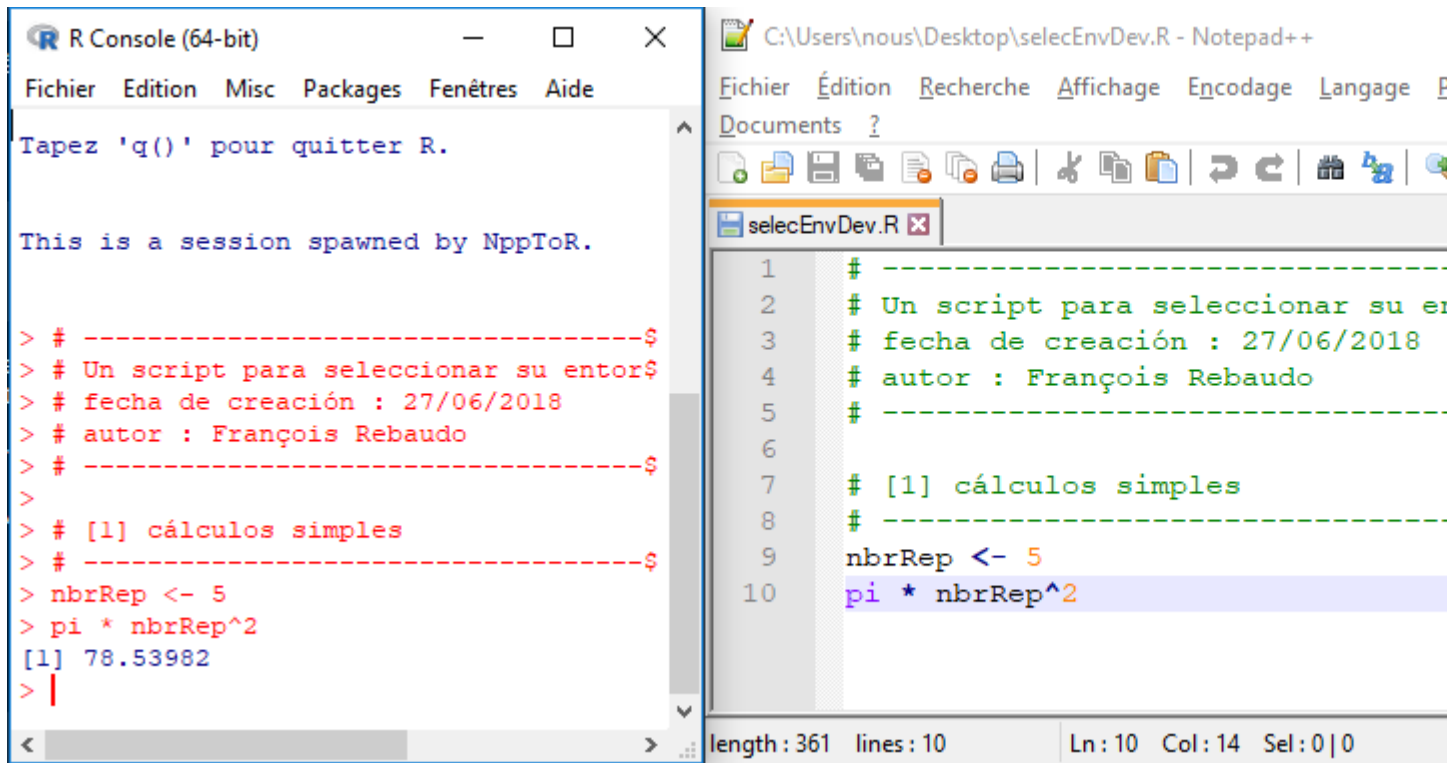 R Console (64-bit)
Fichier Edition Misc Packages Fenêtres Aide
Tapez 'q()' pour quitter R.
This is a session spawned by NppToR.
> # -----------------------------------$
> # Un script para seleccionar su entor$
> # fecha de creación : 27/06/2018
> # autor : François Rebaudo
> # -----------------------------------$
>
> # [1] cálculos simples
> # -----------------------------------$
> nbrRep <- 5
> pi * nbrRep^2
[1] 78.53982
>
C:\Users\nous\Desktop\selecEnvDev.R - Notepad++
Fichier Édition Recherche Affichage Encodage Langage
Documents ?
selecEnvDev.R
1 # --------------------------------
2 # Un script para seleccionar su
3 # fecha de creación : 27/06/2018
4 # autor : François Rebaudo
5 # --------------------------------
6
7 # [1] cálculos simples
8 # --------------------------------
9 nbrRep <- 5
10 pi * nbrRep^2
length : 361 lines : 10 Ln : 10 Col : 14 Sel : 0 | 0